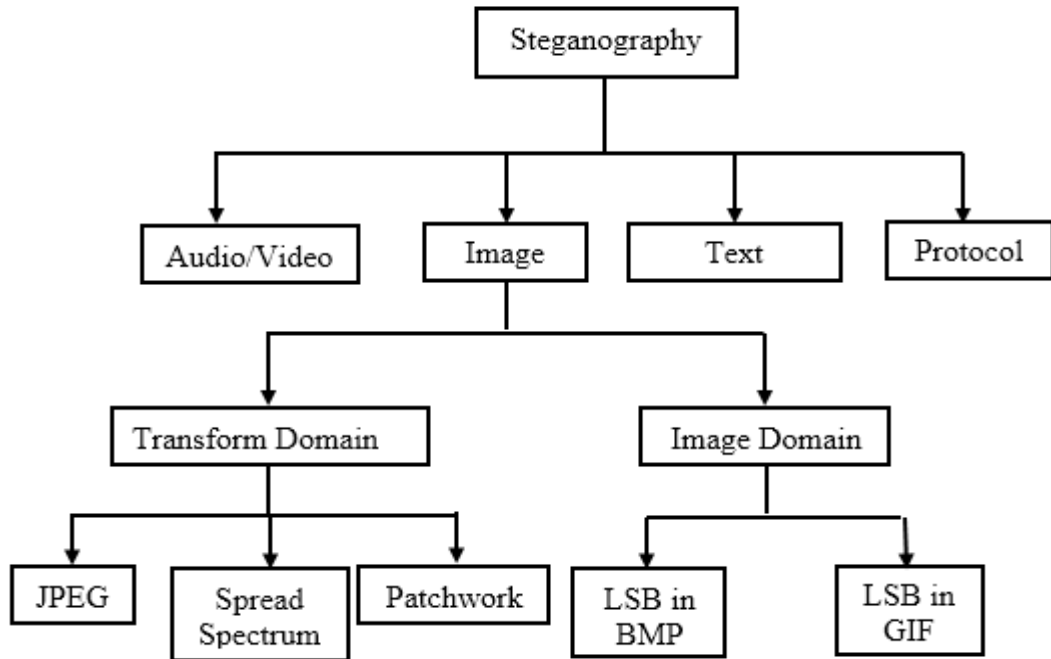 Steganography
Audio/Video
Image
Text
Protocol
Transform Domain
Image Domain
JPEG
Spread
Spectrum
Patchwork
LSB in
BMP
LSB in
GIF